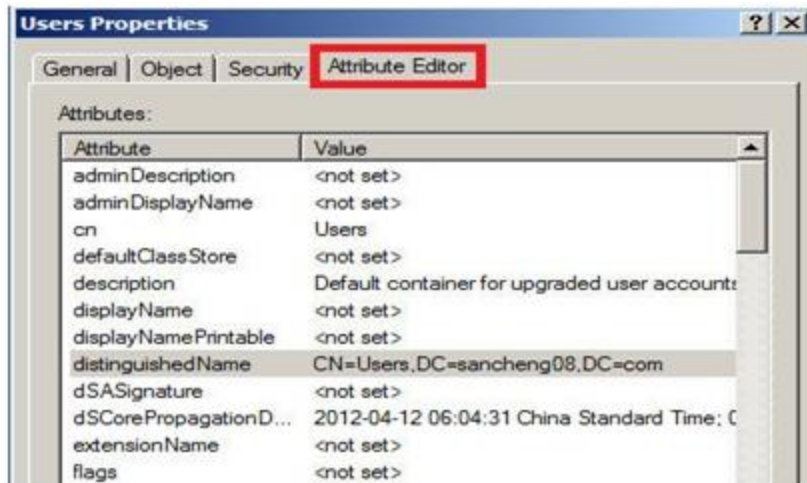 Users Properties
General Object Security Attribute Editor
Attributes:
Attribute Value
adminDescription <not set>
adminDisplayName <not set>
cn Users
defaultClassStore <not set>
description Default container for upgraded user accounts
displayName <not set>
displayNamePrintable <not set>
distinguishedName CN=Users,DC=sancheng08,DC=com
dSASignature <not set>
dSCorePropagationD... 2012-04-12 06:04:31 China Standard Time; 0
extensionName <not set>
flags <not set>